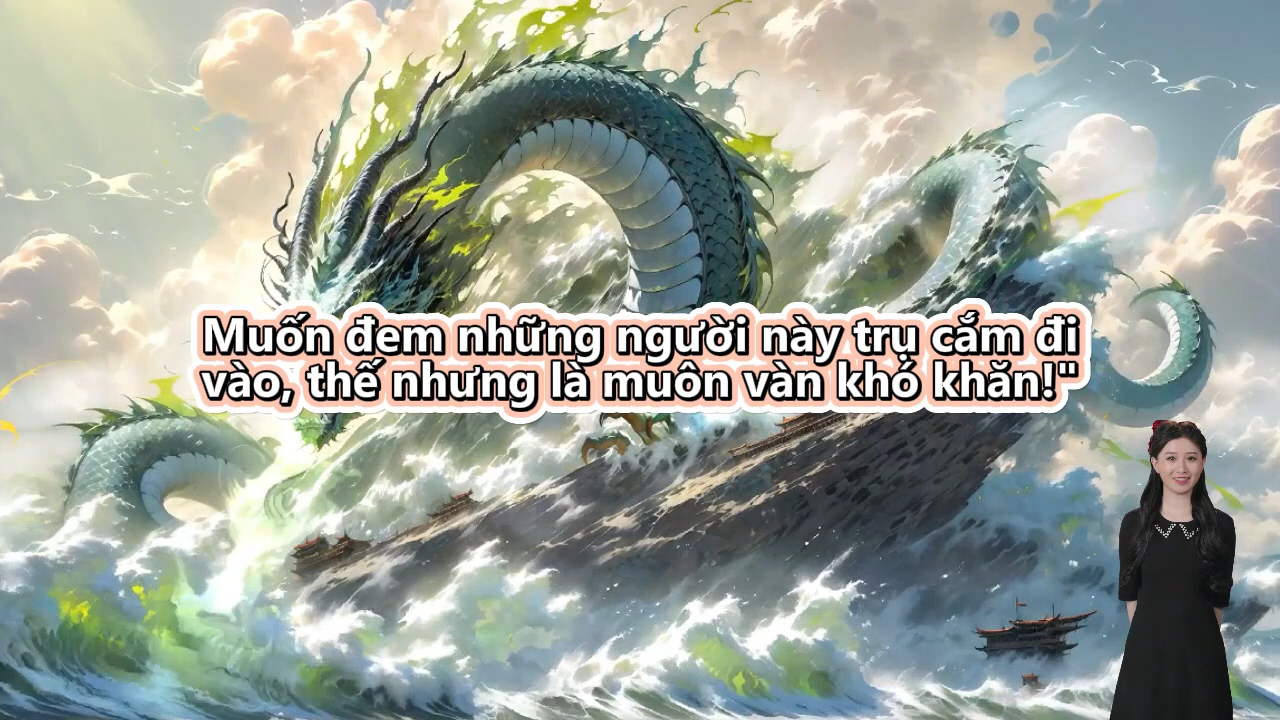 Muốn đem những người này trụ cắm đi
vào, thế nhưng là muôn vàn khó khăn!"